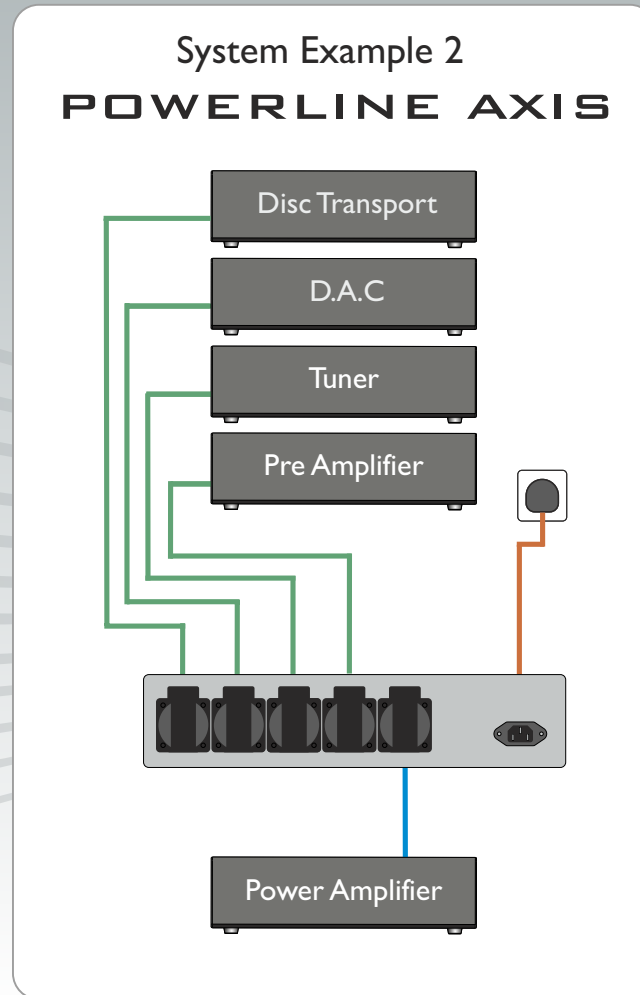 System Example 2
POWERLINE AXIS
Disc Transport
D.A.C
Tuner
Pre Amplifier
Power Amplifier